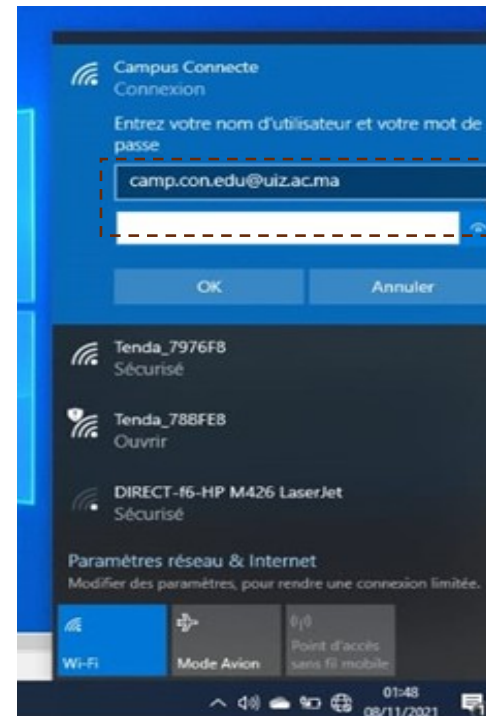 Campus Connecte
Connexion
Entrez votre nom d'utilisateur et votre mot de
passe
camp.con.edu@uiz.ac.ma
OK Annuler
Tenda_7976F8
Sécurisé
Tenda_788FE8
Ouvrir
DIRECT-f6-HP M426 LaserJet
Sécurisé
Paramètres réseau & Internet
Modifier des paramètres, pour rendre une connexion limitée.
Wi-Fi
Mode Avion
Point d'accès
sans fil mobile
01:48
08/11/2021